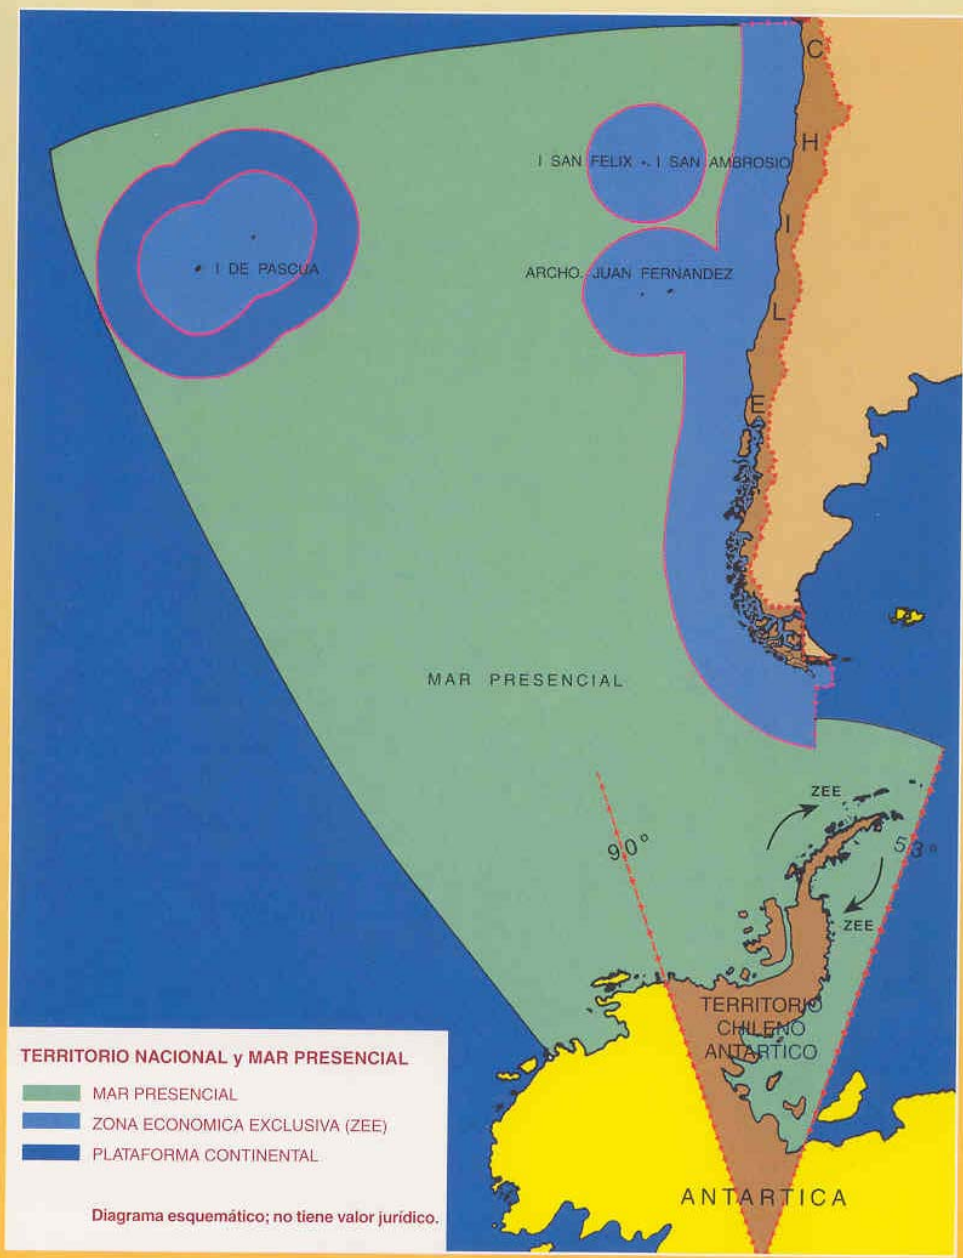 C
H
I
L
E
I SAN FELIX - I SAN AMBROSIO
I DE PASCUA
ARCHO. JUAN FERNANDEZ
MAR PRESENCIAL
ZEE
90°
53°
ZEE
TERRITORIO
CHILENO
ANTARTICO
ANTARTICA
TERRITORIO NACIONAL y MAR PRESENCIAL
MAR PRESENCIAL
ZONA ECONOMICA EXCLUSIVA (ZEE)
PLATAFORMA CONTINENTAL
Diagrama esquemático; no tiene valor jurídico.